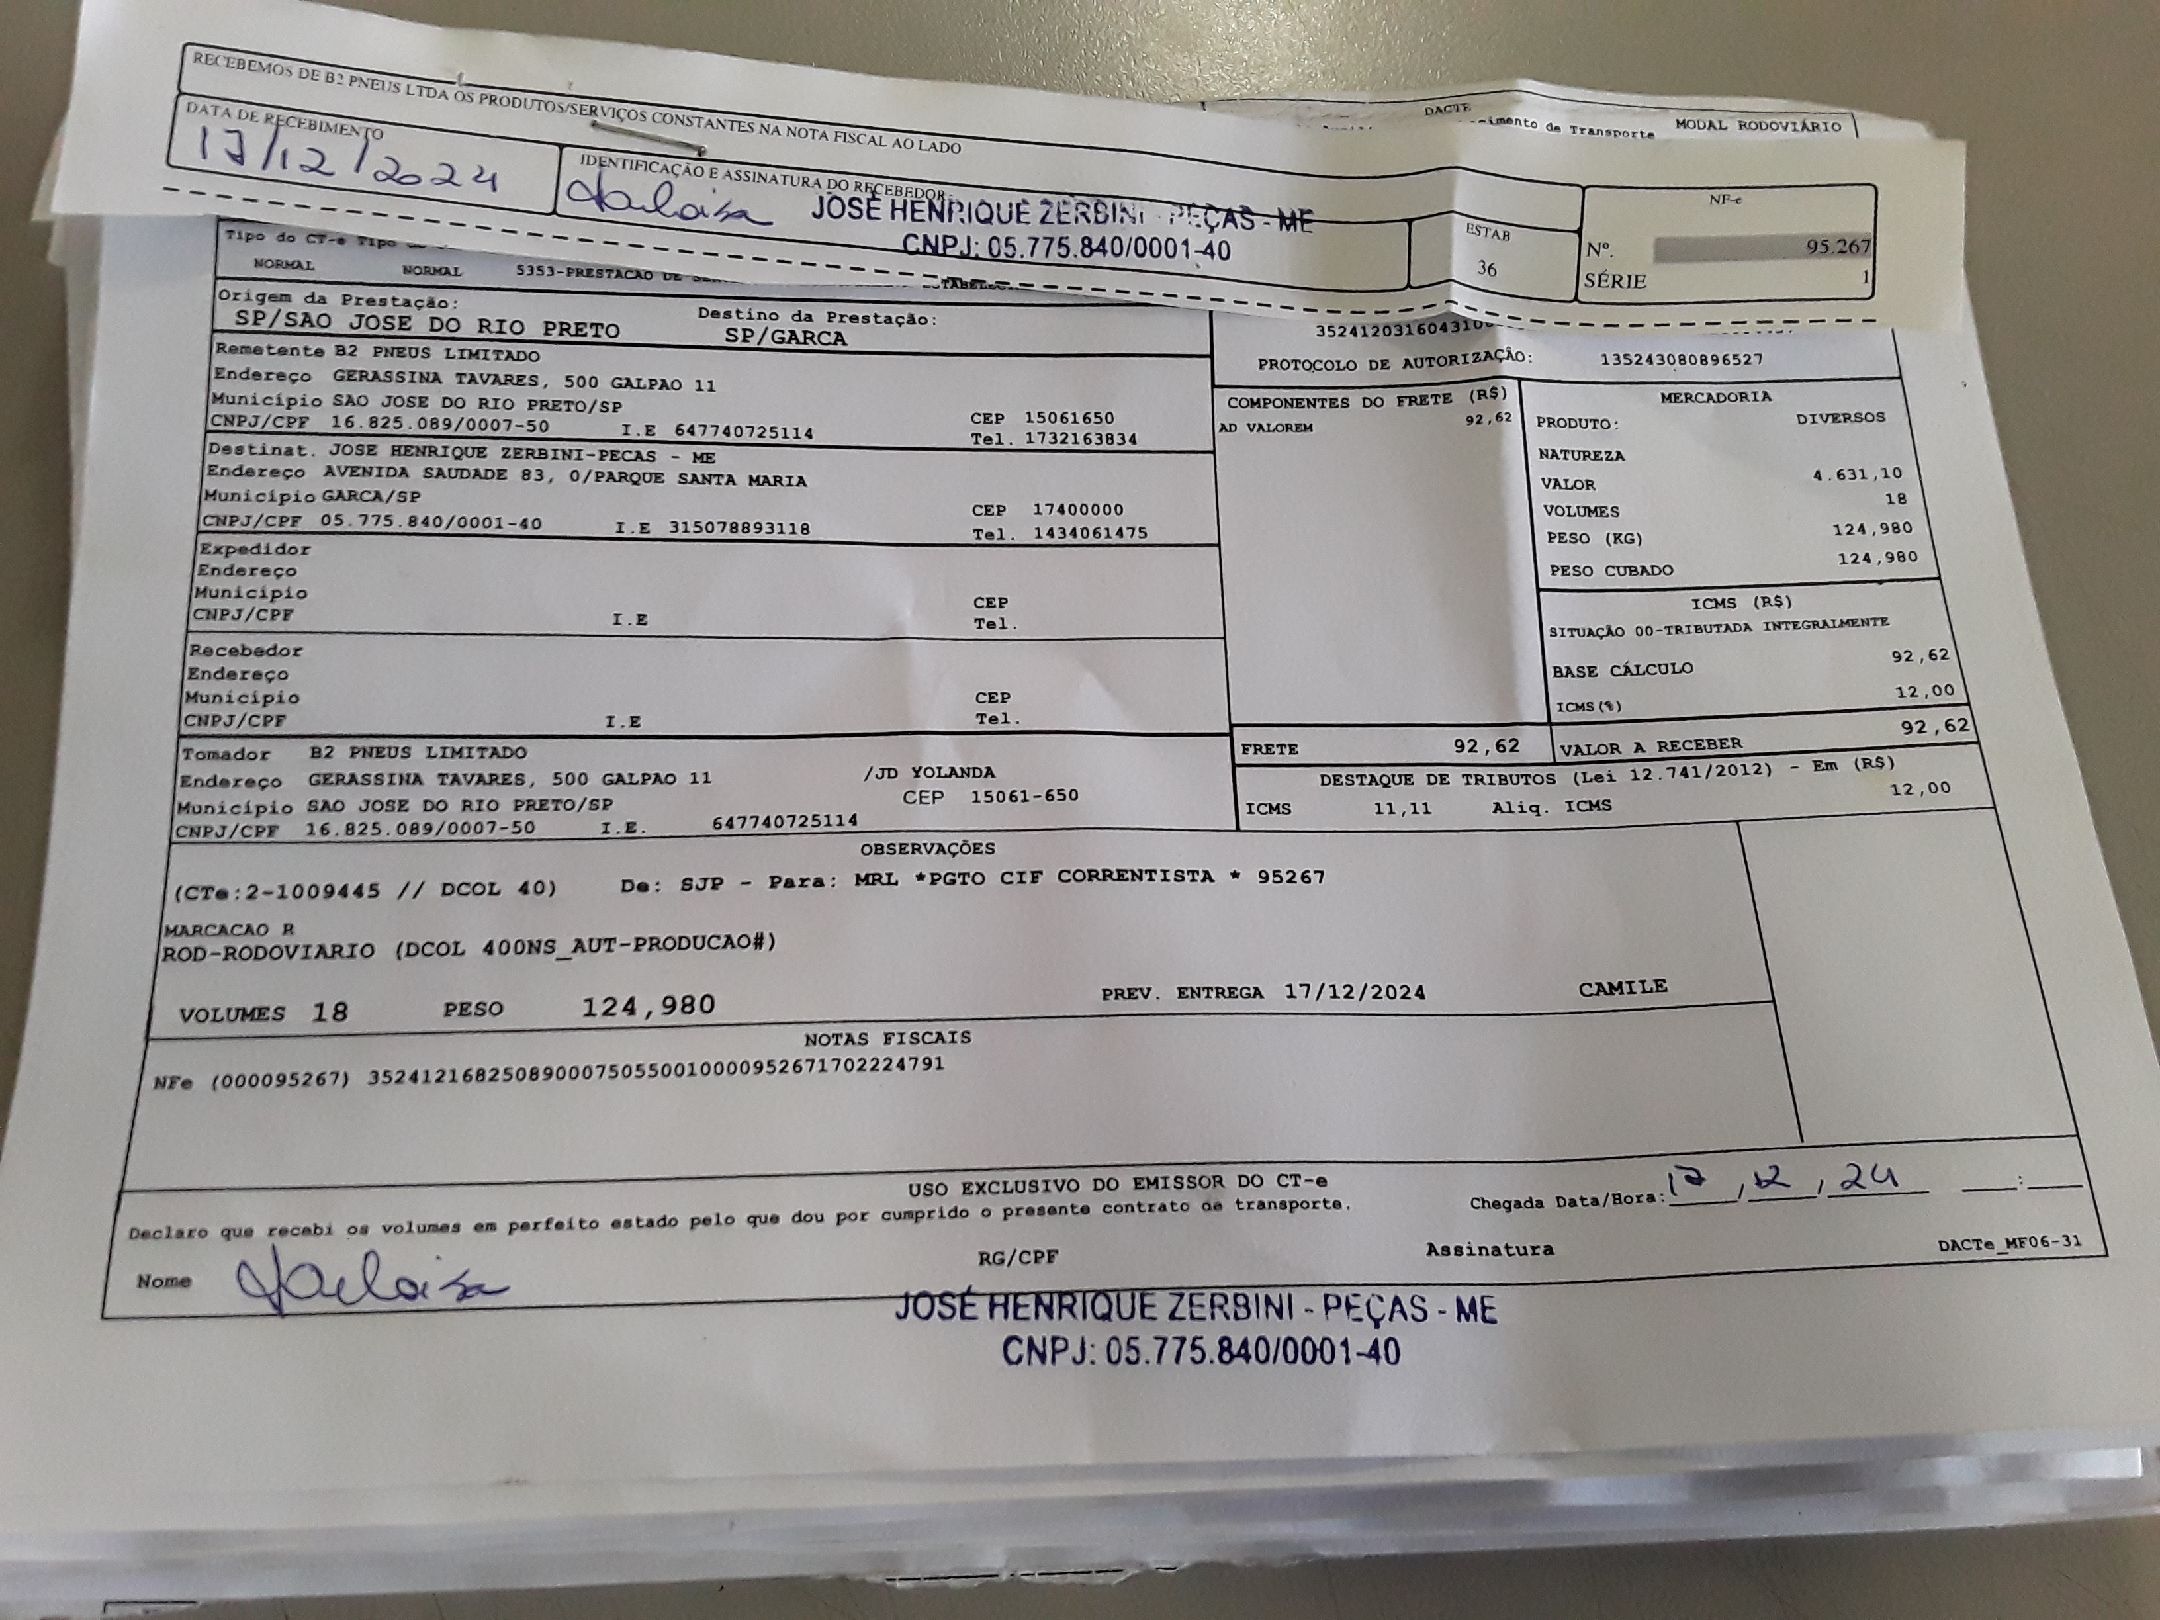 RECEBEMOS DE B2 PNEUS LTDA OS PRODUTOS/SERVIÇOS CONSTANTES NA NOTA FISCAL AO LADO
DATA DE RECEBIMENTO
17/12/2024
IDENTIFICAÇÃO E ASSINATURA DO RECEBEDOR
JOSÉ HENRIQUE ZERBINI - PEÇAS - ME
CNPJ: 05.775.840/0001-40
ESTAB
36
NF-e
Nº. 95.267
SÉRIE 1
DACTE
de Transporte
MODAL RODOVIÁRIO
Tipo do CT-e Tipo
NORMAL NORMAL 5353-PRESTACAO DE
Origem da Prestação: Destino da Prestação:
SP/SAO JOSE DO RIO PRETO SP/GARCA
PROTOCOLO DE AUTORIZAÇÃO: 135243080896527
Remetente B2 PNEUS LIMITADO
Endereço GERASSINA TAVARES, 500 GALPAO 11
Município SAO JOSE DO RIO PRETO/SP CEP 15061650
CNPJ/CPF 16.825.089/0007-50 I.E 647740725114 Tel. 1732163834
Destinat. JOSE HENRIQUE ZERBINI-PECAS - ME
Endereço AVENIDA SAUDADE 83, 0/PARQUE SANTA MARIA
Município GARCA/SP CEP 17400000
CNPJ/CPF 05.775.840/0001-40 I.E 315078893118 Tel. 1434061475
Expedidor
Endereço
Município CEP
CNPJ/CPF I.E Tel.
Recebedor
Endereço
Município CEP
CNPJ/CPF I.E Tel.
Tomador B2 PNEUS LIMITADO
Endereço GERASSINA TAVARES, 500 GALPAO 11 /JD YOLANDA
Município SAO JOSE DO RIO PRETO/SP CEP 15061-650
CNPJ/CPF 16.825.089/0007-50 I.E. 647740725114
COMPONENTES DO FRETE (R$)
AD VALOREM 92,62
MERCADORIA
PRODUTO: DIVERSOS
NATUREZA
VALOR 4.631,10
VOLUMES 18
PESO (KG) 124,980
PESO CUBADO 124,980
ICMS (R$)
SITUAÇÃO 00-TRIBUTADA INTEGRALMENTE
BASE CÁLCULO 92,62
ICMS(%) 12,00
FRETE 92,62 VALOR A RECEBER 92,62
DESTAQUE DE TRIBUTOS (Lei 12.741/2012) - Em (R$)
ICMS 11,11 Aliq. ICMS 12,00
OBSERVAÇÕES
(CTe:2-1009445 // DCOL 40) De: SJP - Para: MRL *PGTO CIF CORRENTISTA * 95267
MARCACAO R
ROD-RODOVIARIO (DCOL 400NS_AUT-PRODUCAO#)
VOLUMES 18 PESO 124,980 PREV. ENTREGA 17/12/2024 CAMILE
NOTAS FISCAIS
NFe (000095267) 35241216825089000750550010000952671702224791
USO EXCLUSIVO DO EMISSOR DO CT-e
Declaro que recebi os volumes em perfeito estado pelo que dou por cumprido o presente contrato de transporte.
Chegada Data/Hora: 17, 12, 24 :
Nome RG/CPF Assinatura
DACTe_MF06-31
JOSÉ HENRIQUE ZERBINI - PEÇAS - ME
CNPJ: 05.775.840/0001-40